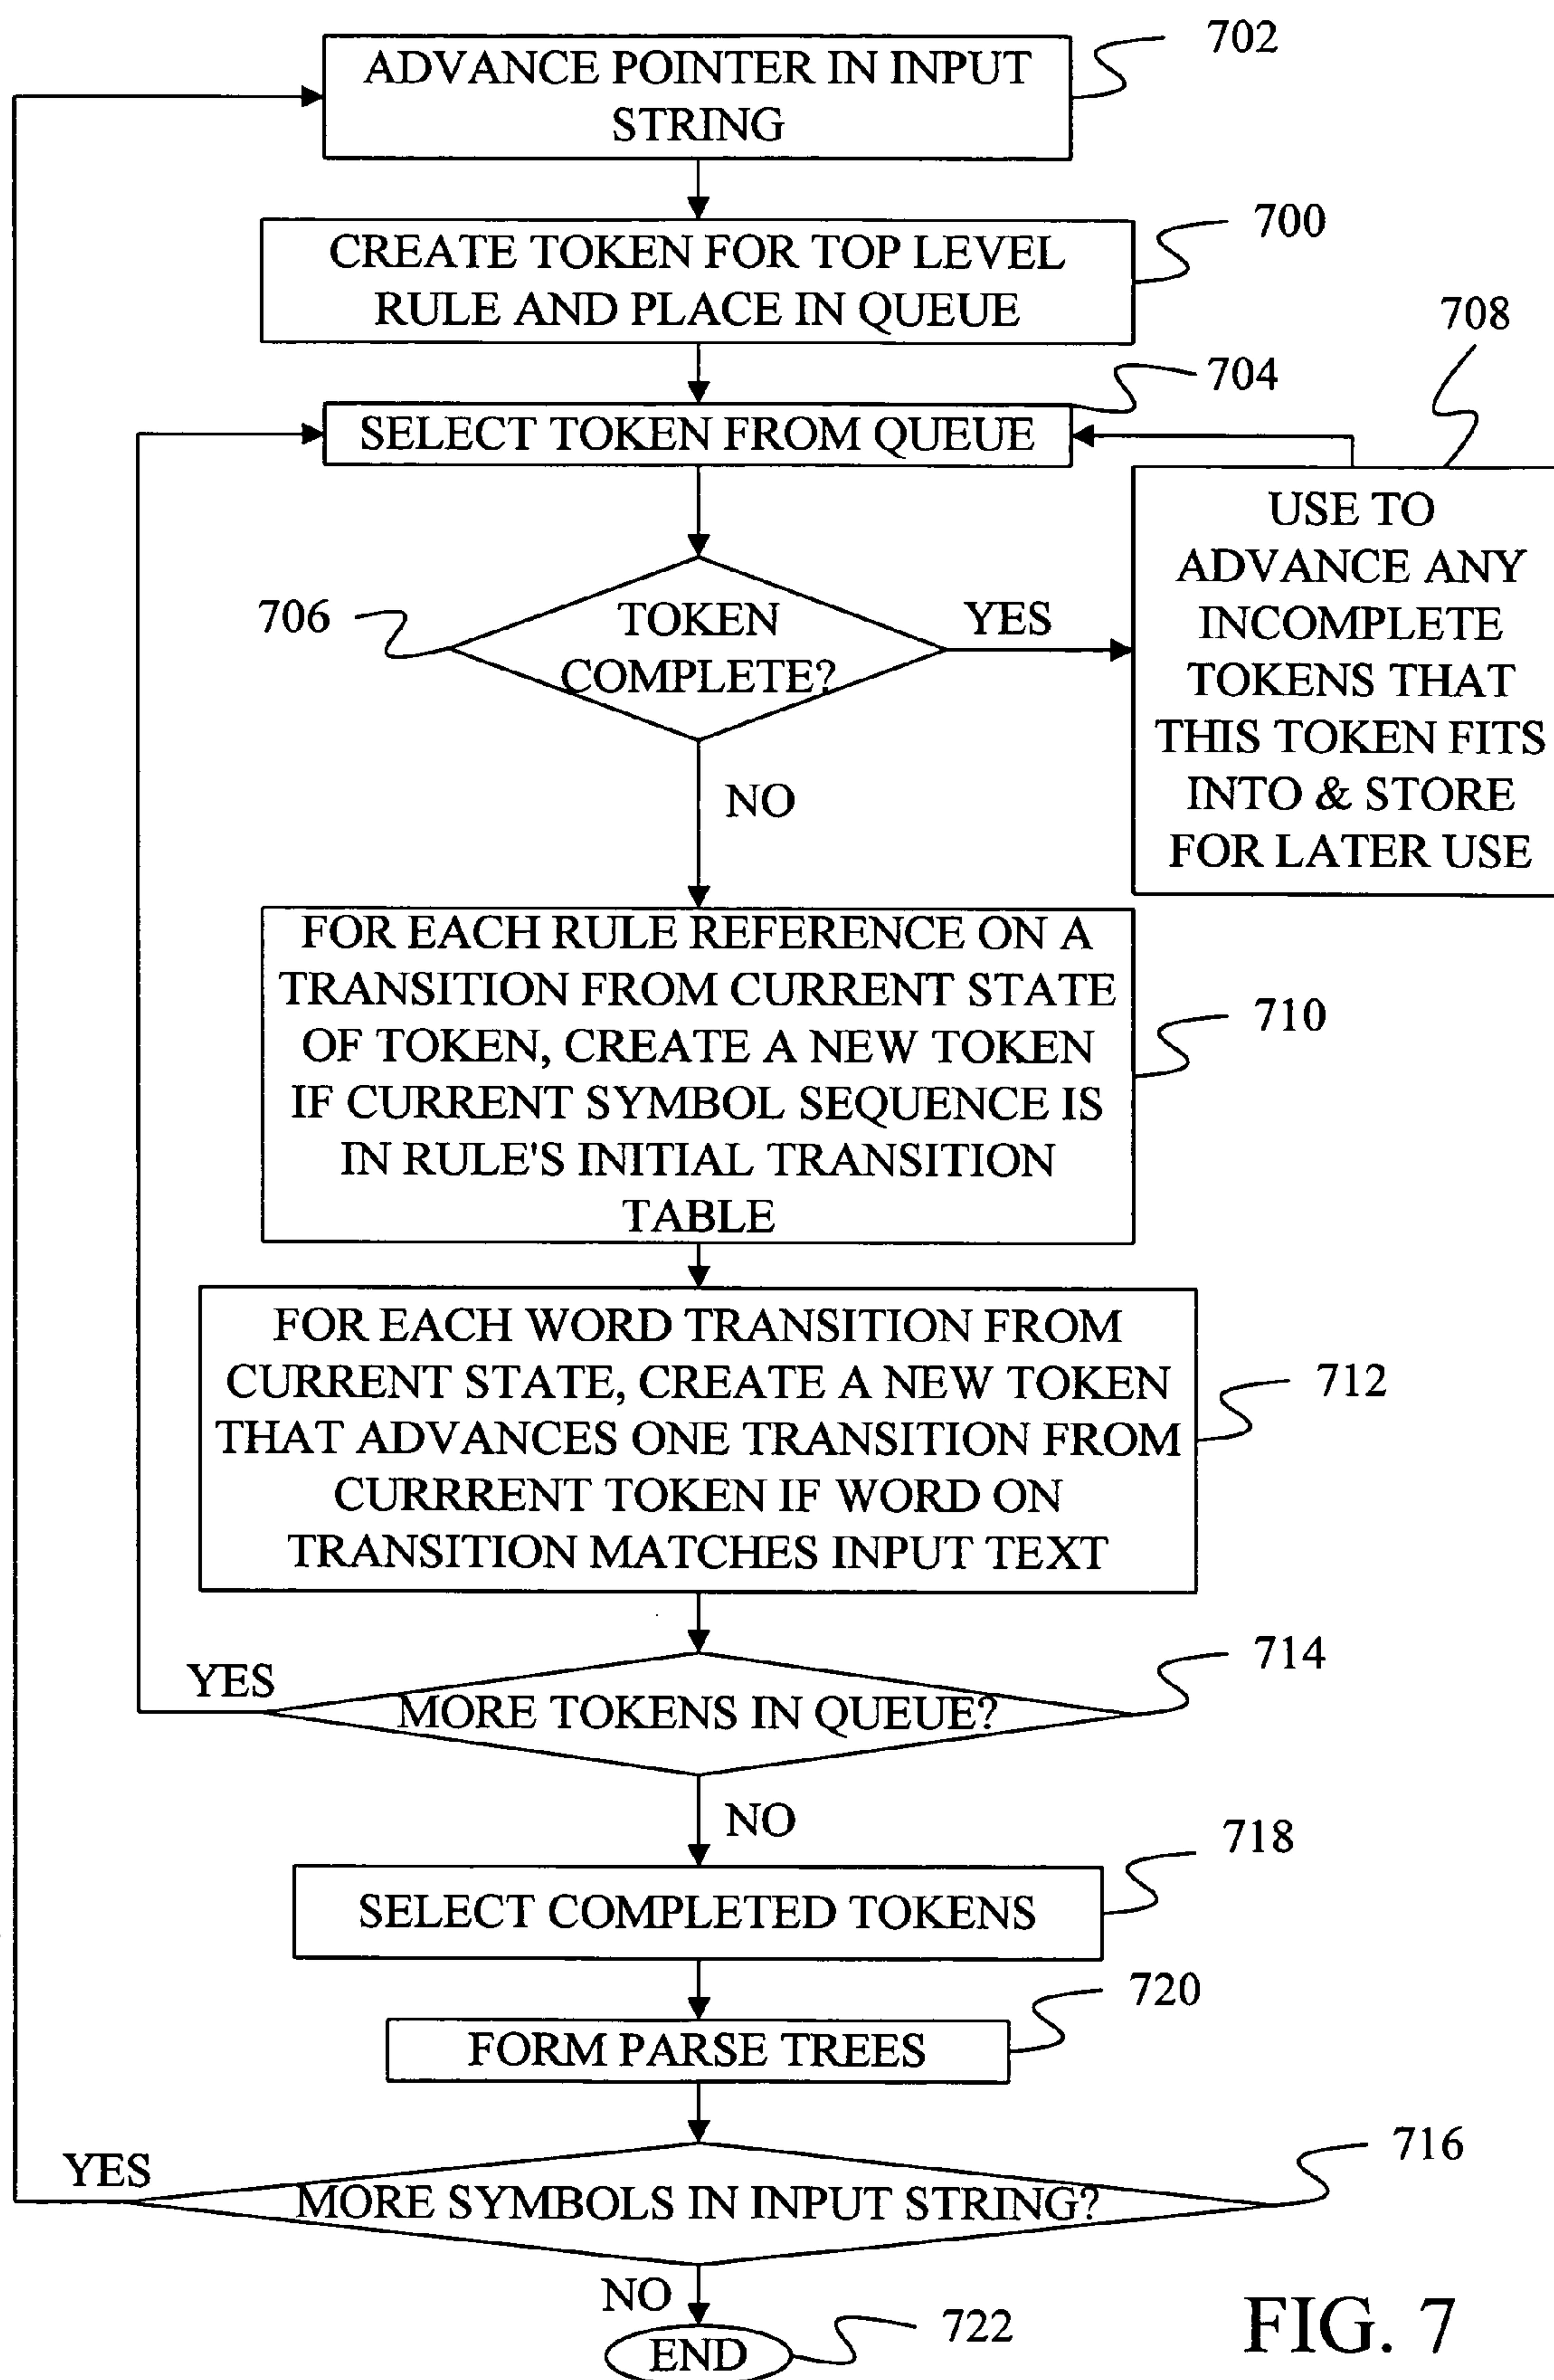 702
ADVANCE POINTER IN INPUT
STRING
700
CREATE TOKEN FOR TOP LEVEL
RULE AND PLACE IN QUEUE
708
704
SELECT TOKEN FROM QUEUE
USE TO
ADVANCE ANY
INCOMPLETE
TOKENS THAT
THIS TOKEN FITS
INTO & STORE
FOR LATER USE
706
TOKEN
COMPLETE?
YES
NO
FOR EACH RULE REFERENCE ON A
TRANSITION FROM CURRENT STATE
OF TOKEN, CREATE A NEW TOKEN
IF CURRENT SYMBOL SEQUENCE IS
IN RULE'S INITIAL TRANSITION
TABLE
710
FOR EACH WORD TRANSITION FROM
CURRENT STATE, CREATE A NEW TOKEN
THAT ADVANCES ONE TRANSITION FROM
CURRRENT TOKEN IF WORD ON
TRANSITION MATCHES INPUT TEXT
712
714
YES
MORE TOKENS IN QUEUE?
NO
718
SELECT COMPLETED TOKENS
720
FORM PARSE TREES
716
YES
MORE SYMBOLS IN INPUT STRING?
NO
722
END
FIG. 7